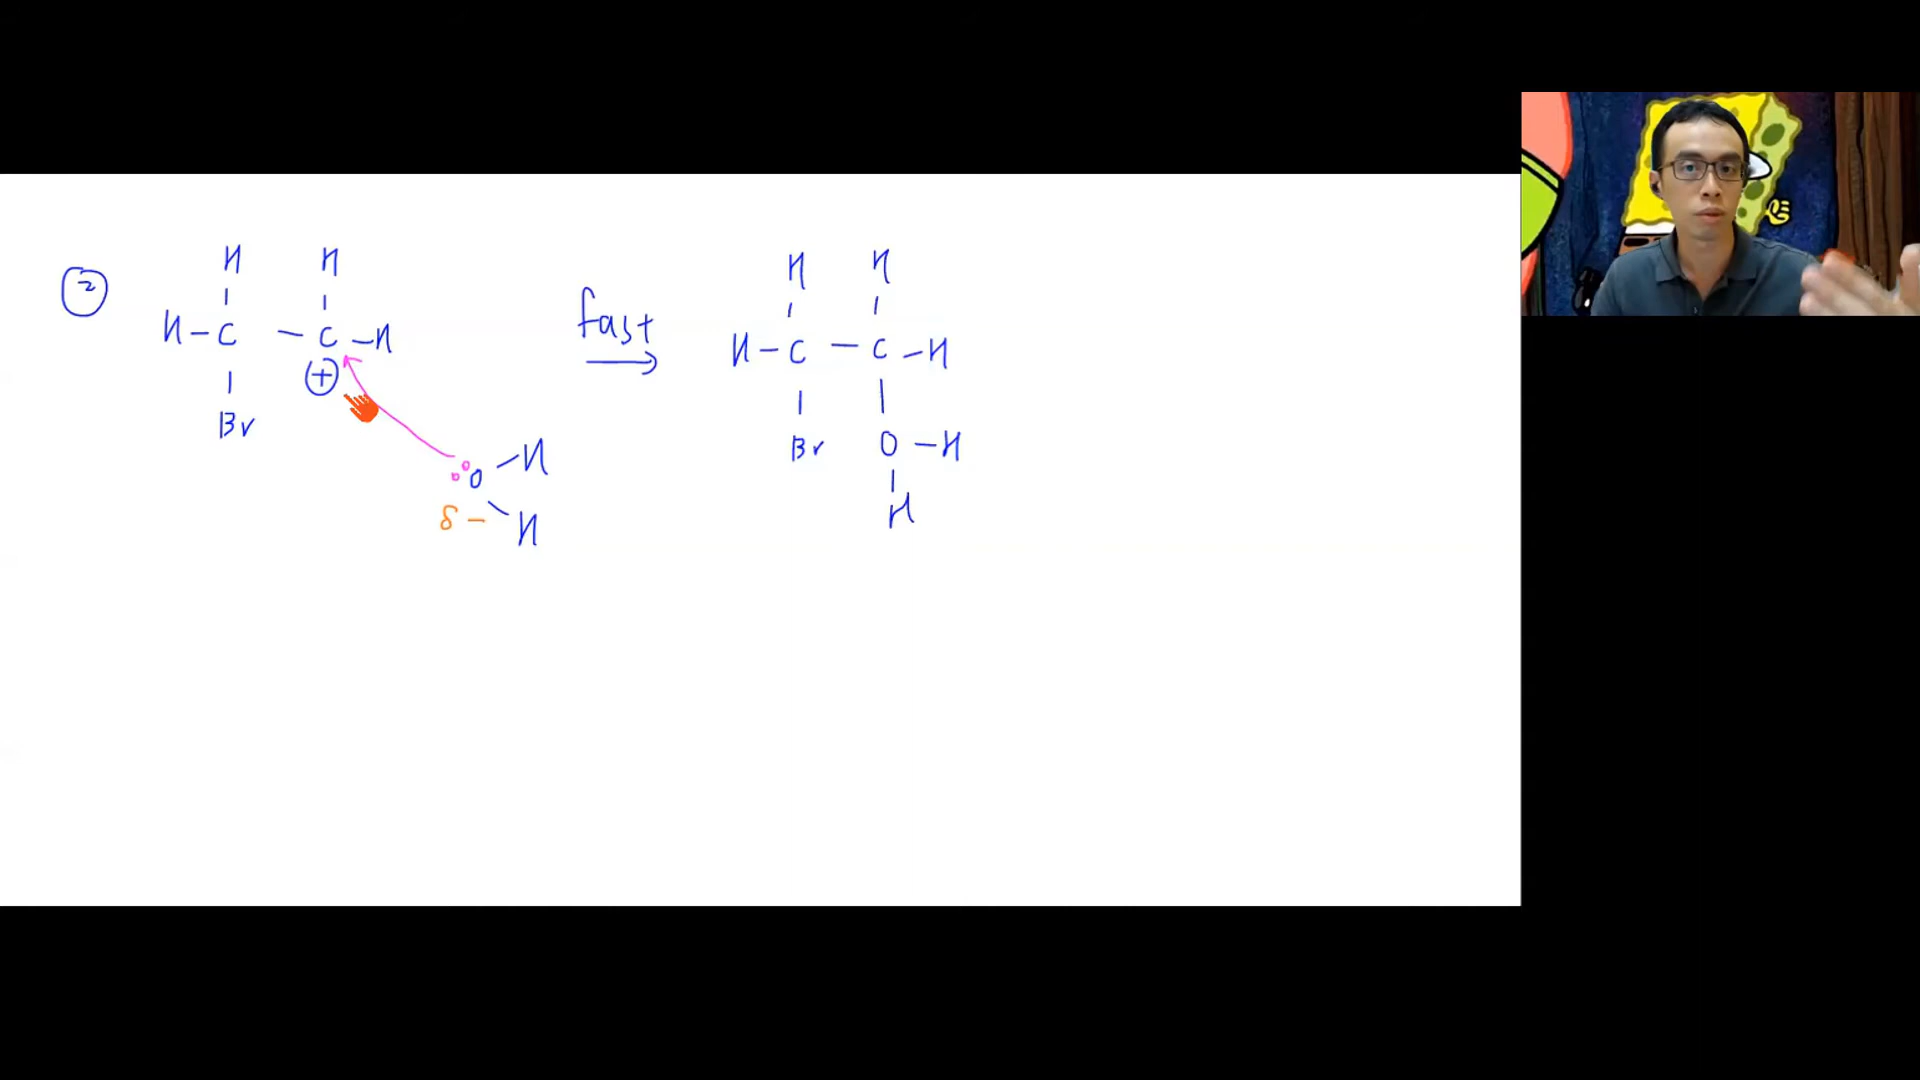 ②
H H
H - C - C - H
⊕
Br
O - H
δ -
H
fast
→
H H
H - C - C - H
Br O - H
H